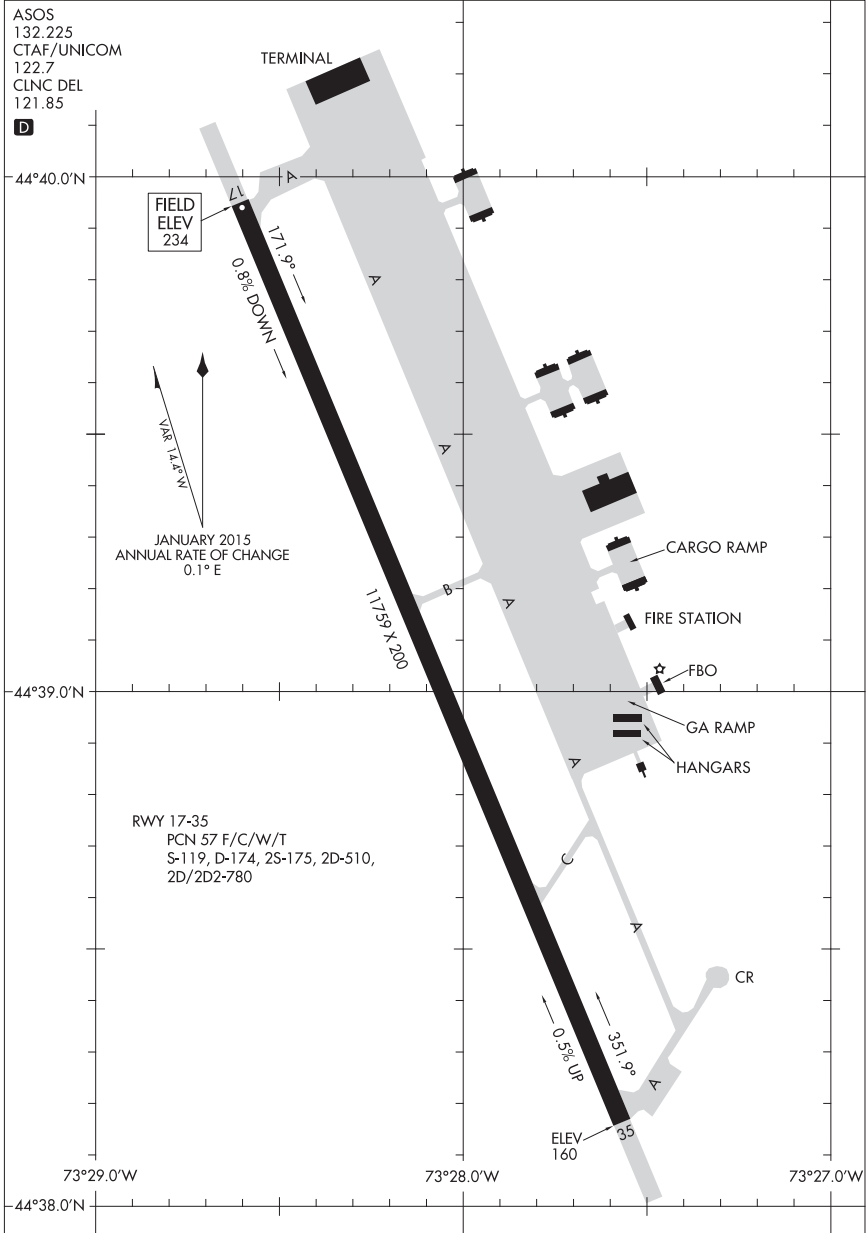 ASOS
132.225
CTAF/UNICOM
122.7
CLNC DEL
121.85
D
TERMINAL
44°40.0'N
A
17
FIELD
ELEV
234
171.9°
0.8% DOWN
A
VAR 14.4° W
A
JANUARY 2015
ANNUAL RATE OF CHANGE
0.1° E
CARGO RAMP
B
A
11759 X 200
FIRE STATION
FBO
44°39.0'N
GA RAMP
A
HANGARS
RWY 17-35
PCN 57 F/C/W/T
S-119, D-174, 2S-175, 2D-510,
2D/2D2-780
C
A
CR
0.5% UP
351.9°
A
ELEV
160
35
73°29.0'W
73°28.0'W
73°27.0'W
44°38.0'N